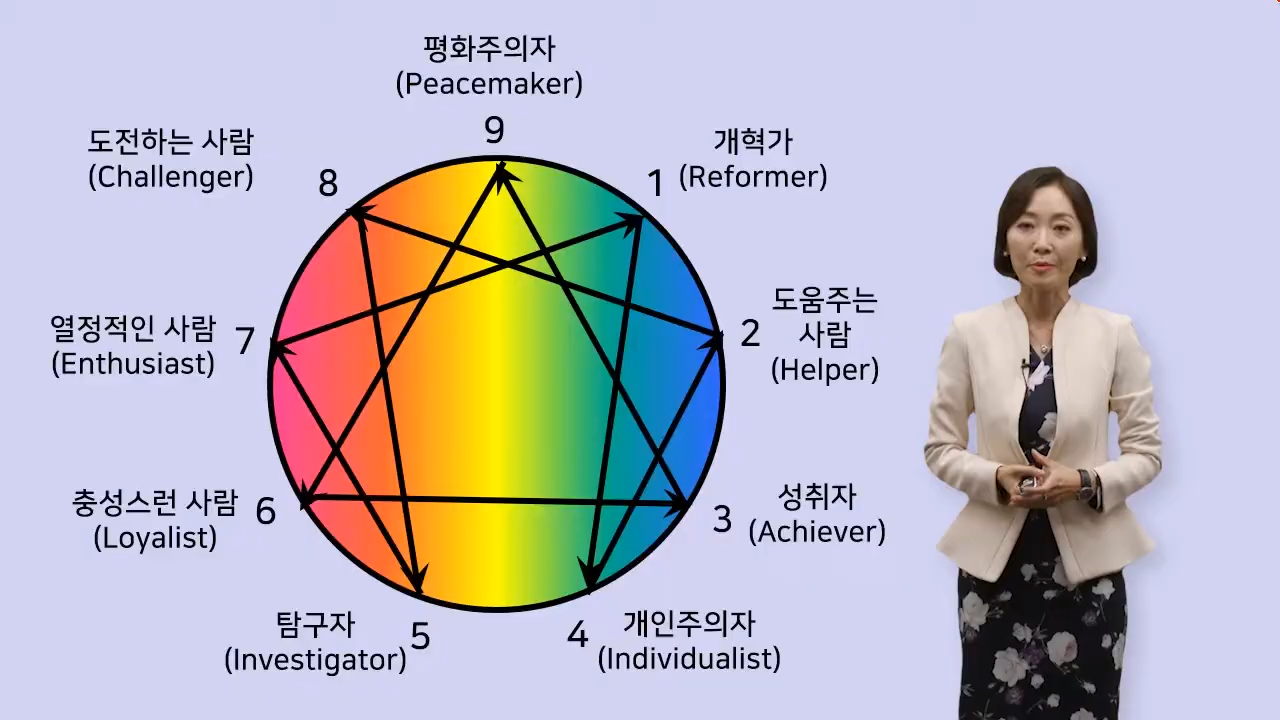 평화주의자
(Peacemaker)
9
도전하는 사람
(Challenger)
8
1
개혁가
(Reformer)
열정적인 사람
(Enthusiast)
7
2
도움주는
사람
(Helper)
충성스런 사람
(Loyalist)
6
3
성취자
(Achiever)
탐구자
(Investigator)
5
4
개인주의자
(Individualist)